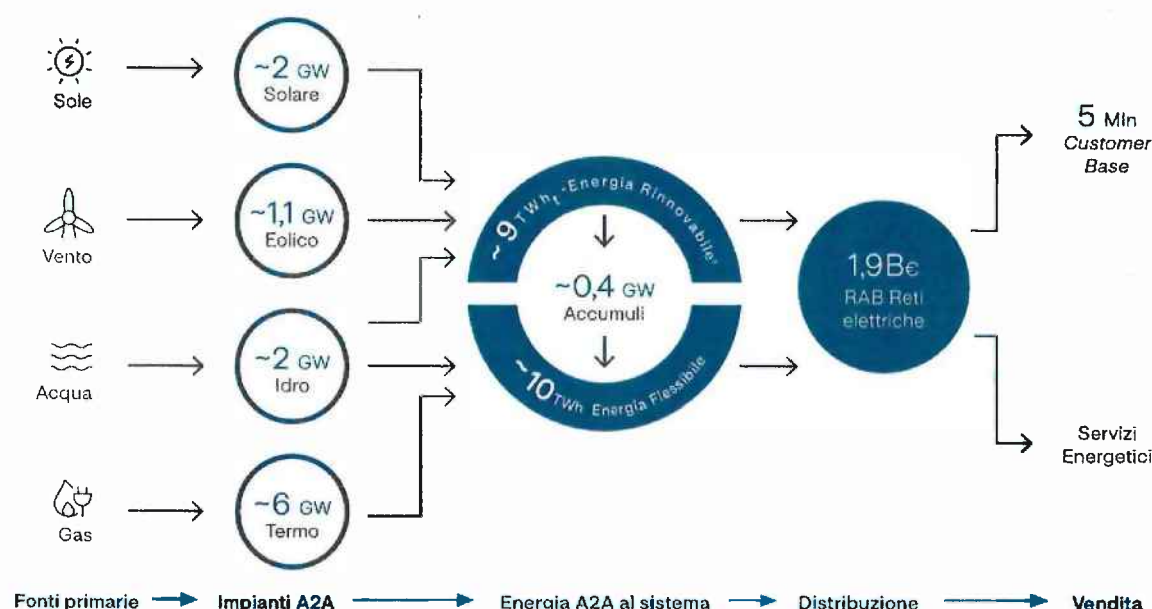 ~2 GW
Solare
Sole
~1,1 GW
Eolico
Vento
~2 GW
Idro
Acqua
~6 GW
Termo
Gas
~9 TWh - Energia Rinnovabile
~0,4 GW
Accumuli
~10 TWh Energia Flessibile
1,9B€
RAB Reti
elettriche
5 Mln
Customer
Base
Servizi
Energetici
Fonti primarie
Impianti A2A
Energia A2A al sistema
Distribuzione
Vendita